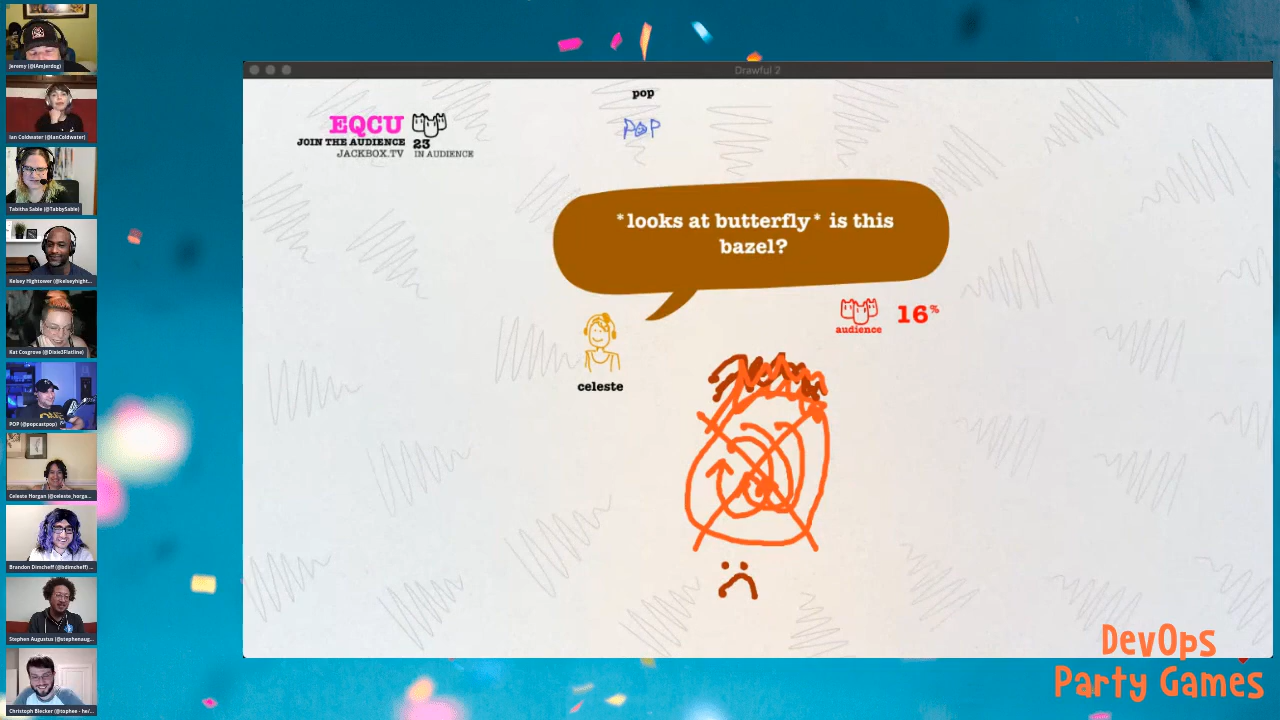 Jeremy (@IAmJerdog)
Ian Coldwater (@IanColdwater)
Tabitha Sable (@TabbySable)
Kelsey Hightower (@kelseyhight...
Kat Cosgrove (@Dixie3Flatline)
POP (@popcastpop)
Celeste Horgan (@celeste_horga...
Brandon Dimcheff (@bdimcheff) ...
Stephen Augustus (@stephenaug...
Christoph Blecker (@tophee - he/...
Drawful 2
pop
POP
EQCU
JOIN THE AUDIENCE 23
JACKBOX.TV IN AUDIENCE
*looks at butterfly* is this
bazel?
audience 16%
celeste
DevOps
Party Games